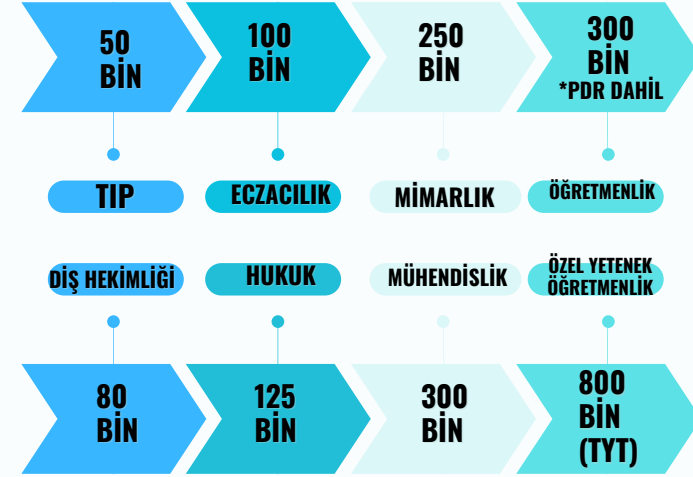 50
BİN
100
BİN
250
BİN
300
BİN
*PDR DAHİL
TIP
ECZACILIK
MİMARLIK
ÖĞRETMENLİK
DİŞ HEKİMLİĞİ
HUKUK
MÜHENDİSLİK
ÖZEL YETENEK
ÖĞRETMENLİK
80
BİN
125
BİN
300
BİN
800
BİN
(TYT)